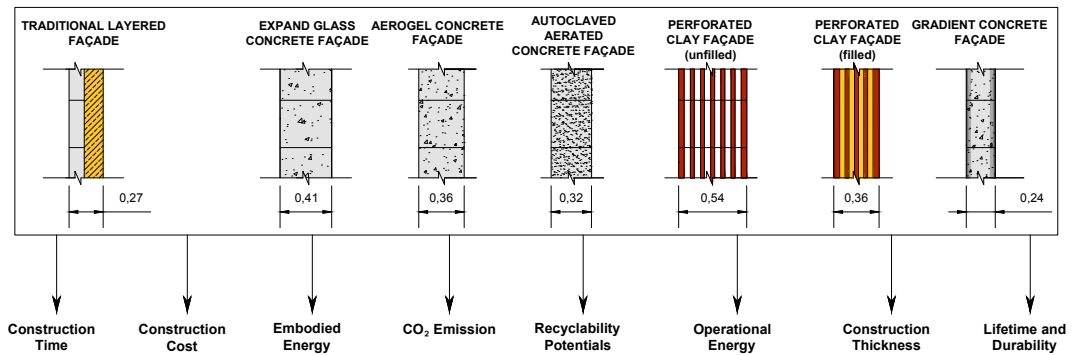 TRADITIONAL LAYERED
FAÇADE
EXPAND GLASS
CONCRETE FAÇADE
AEROGEL CONCRETE
FAÇADE
AUTOCLAVED
AERATED
CONCRETE FAÇADE
PERFORATED
CLAY FAÇADE
(unfilled)
PERFORATED
CLAY FAÇADE
(filled)
GRADIENT CONCRETE
FAÇADE
0,27
0,41
0,36
0,32
0,54
0,36
0,24
Construction
Time
Construction
Cost
Embodied
Energy
CO₂ Emission
Recyclability
Potentials
Operational
Energy
Construction
Thickness
Lifetime and
Durability